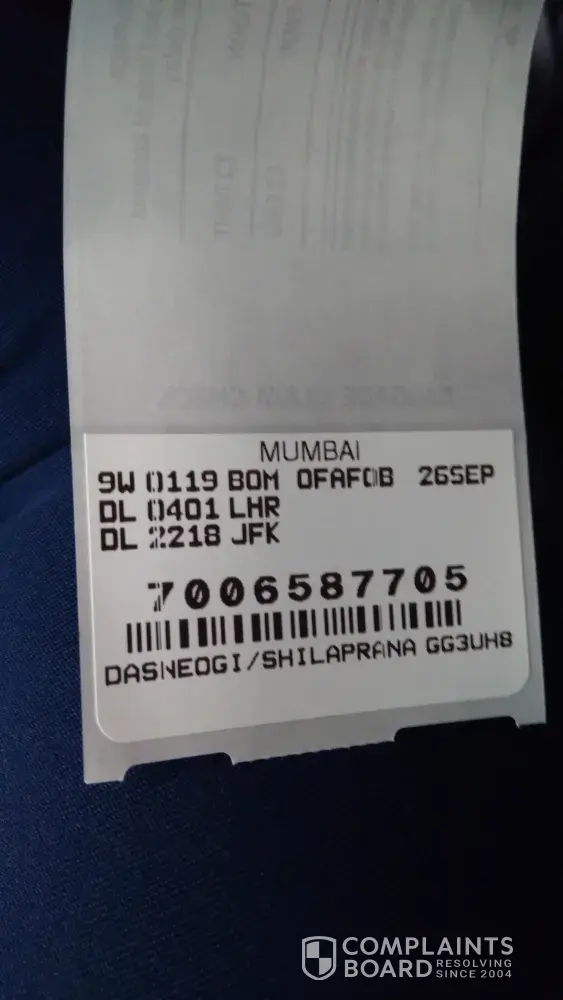 MUMBAI
9W 0119 BOM 0FAF0B 26SEP
DL 0401 LHR
DL 2218 JFK
7006587705
DASNEOGI/SHILAPRANA GG3UH8
COMPLAINTS
BOARD RESOLVING
SINCE 2004